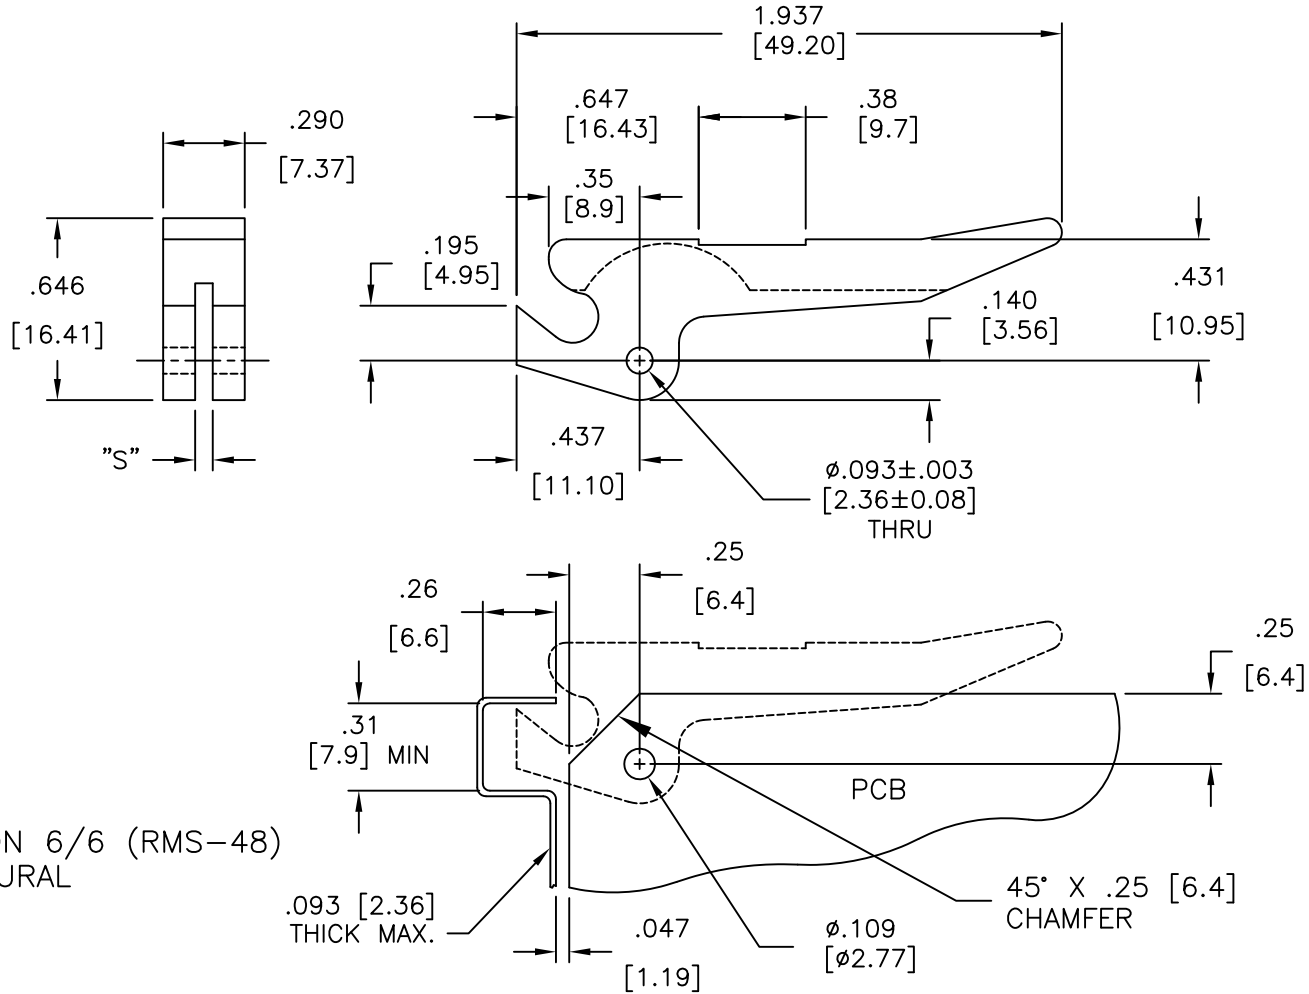 1.937
[49.20]
.647
[16.43]
.38
[9.7]
.290
[7.37]
.35
[8.9]
.195
[4.95]
.646
[16.41]
.431
[10.95]
.140
[3.56]
"S"
.437
[11.10]
ø.093±.003
[2.36±0.08]
THRU
.25
[6.4]
.26
[6.6]
.25
[6.4]
.31
[7.9] MIN
PCB
ON 6/6 (RMS-48)
URAL
.093 [2.36]
THICK MAX.
.047
[1.19]
ø.109
[ø2.77]
45° X .25 [6.4]
CHAMFER